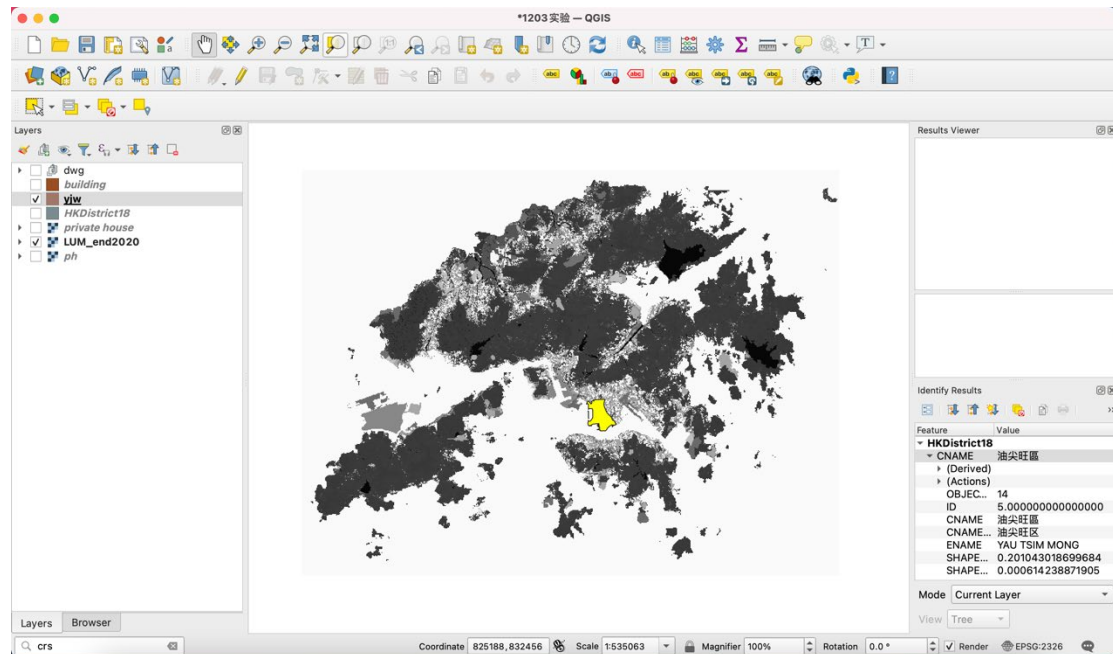 *1203实验 — QGIS
Layers
dwg
building
yjw
HKDistrict18
private house
LUM_end2020
ph
Results Viewer
Identify Results
Feature Value
HKDistrict18
CNAME 油尖旺區
(Derived)
(Actions)
OBJEC... 14
ID 5.000000000000000
CNAME 油尖旺區
CNAME... 油尖旺区
ENAME YAU TSIM MONG
SHAPE... 0.201043018699684
SHAPE... 0.000614238871905
Mode Current Layer
View Tree
Layers Browser
crs
Coordinate 825188,832456 Scale 1:535063 Magnifier 100% Rotation 0.0 ° Render EPSG:2326